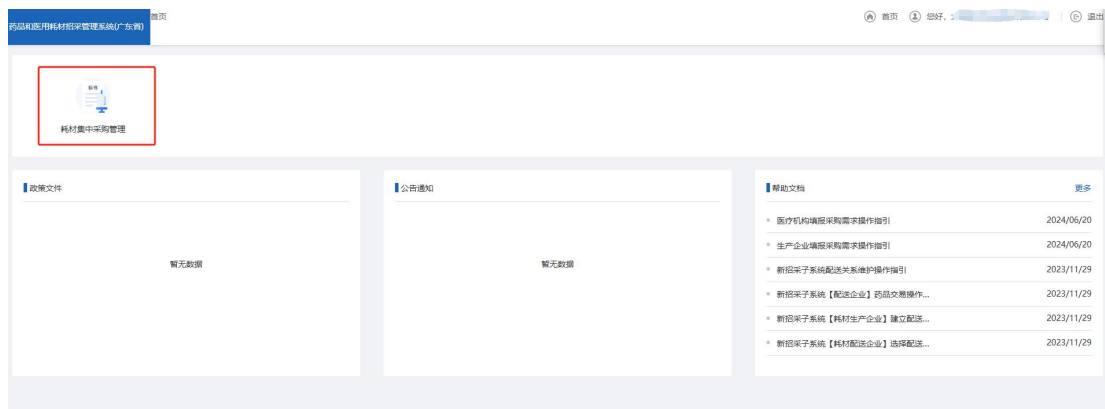 药品和医用耗材招采管理系统(广东省)
首页
首页 您好, 退出
耗材集中采购管理
政策文件
暂无数据
公告通知
暂无数据
帮助文档 更多
医疗机构填报采购需求操作指引 2024/06/20
生产企业填报采购需求操作指引 2024/06/20
新招采子系统配送关系维护操作指引 2023/11/29
新招采子系统【配送企业】药品交易操作... 2023/11/29
新招采子系统【耗材生产企业】建立配送... 2023/11/29
新招采子系统【耗材配送企业】选择配送... 2023/11/29